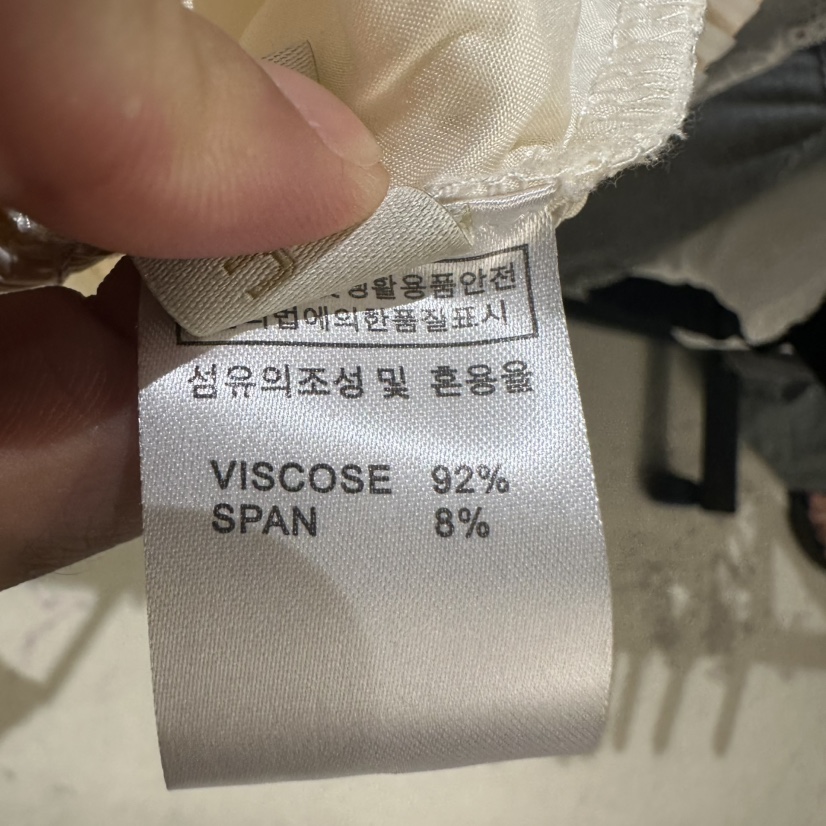 활용품안전
법에의한품질표시
섬유의조성 및 혼용율
VISCOSE 92%
SPAN 8%